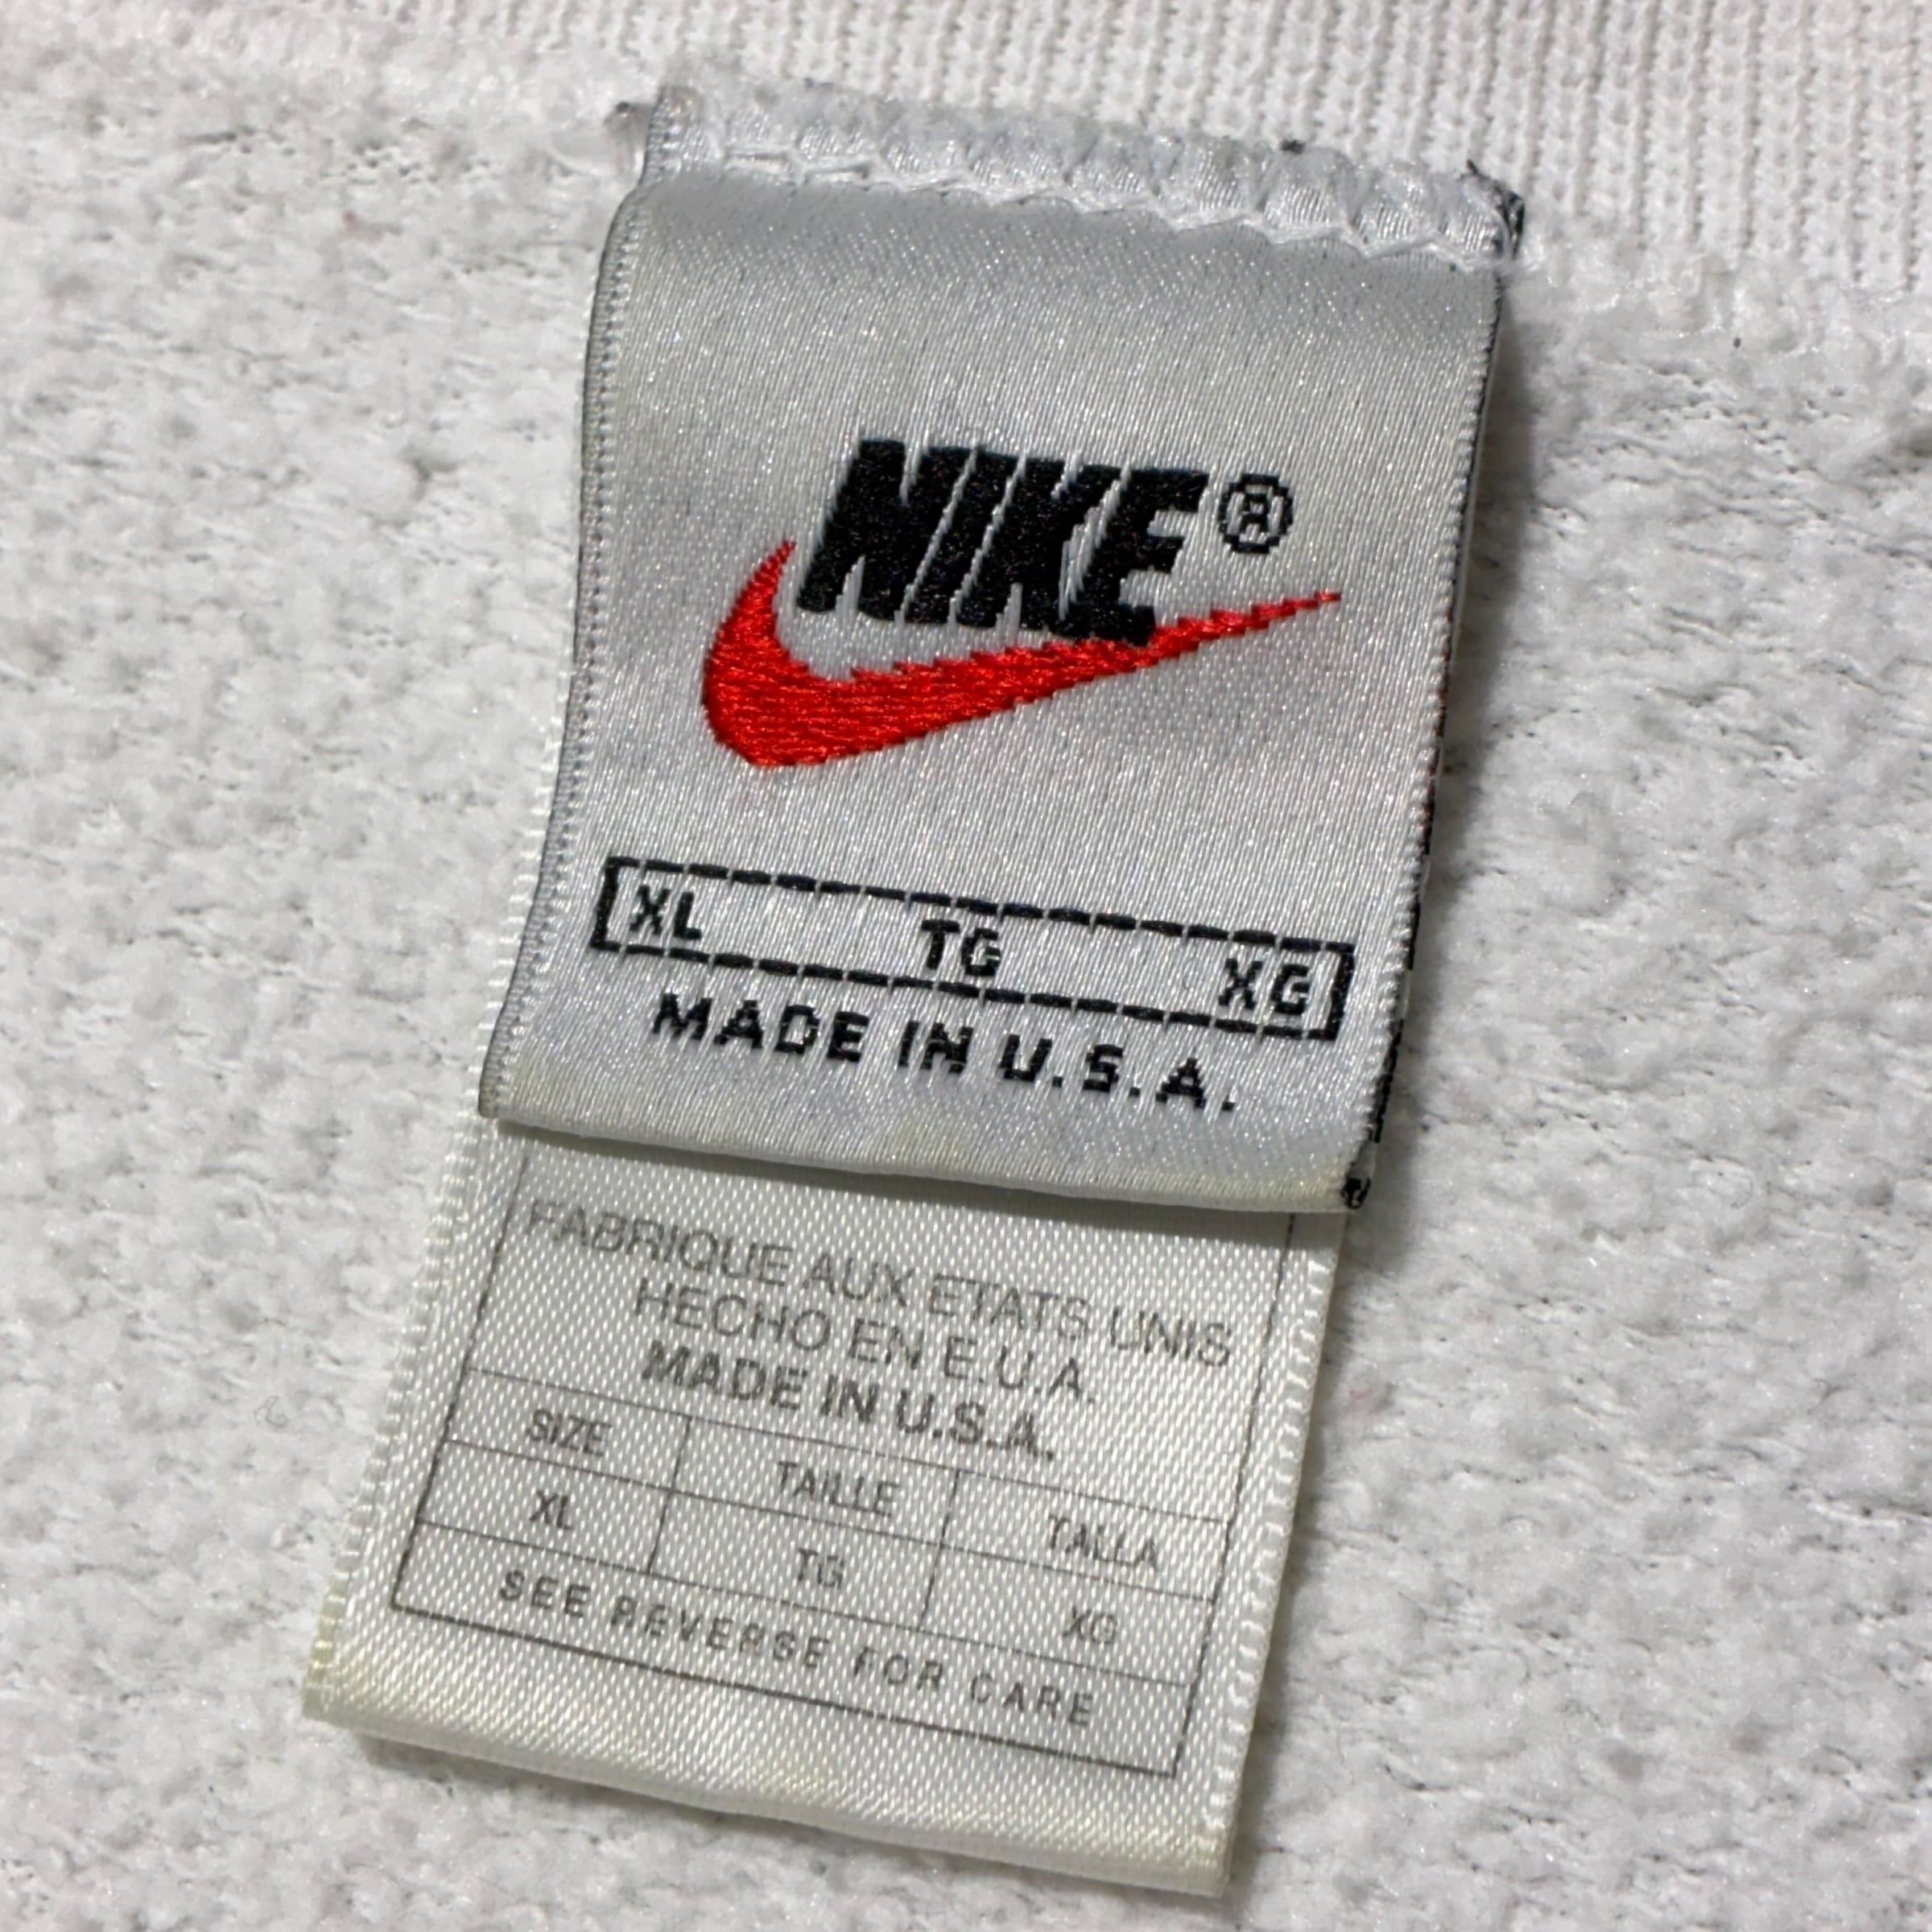 NIKE®
XL TG XG
MADE IN U.S.A.
FABRIQUE AUX ETATS UNIS
HECHO EN E.U.A.
MADE IN U.S.A.
SIZE TAILLE TALLA
XL TG XG
SEE REVERSE FOR CARE